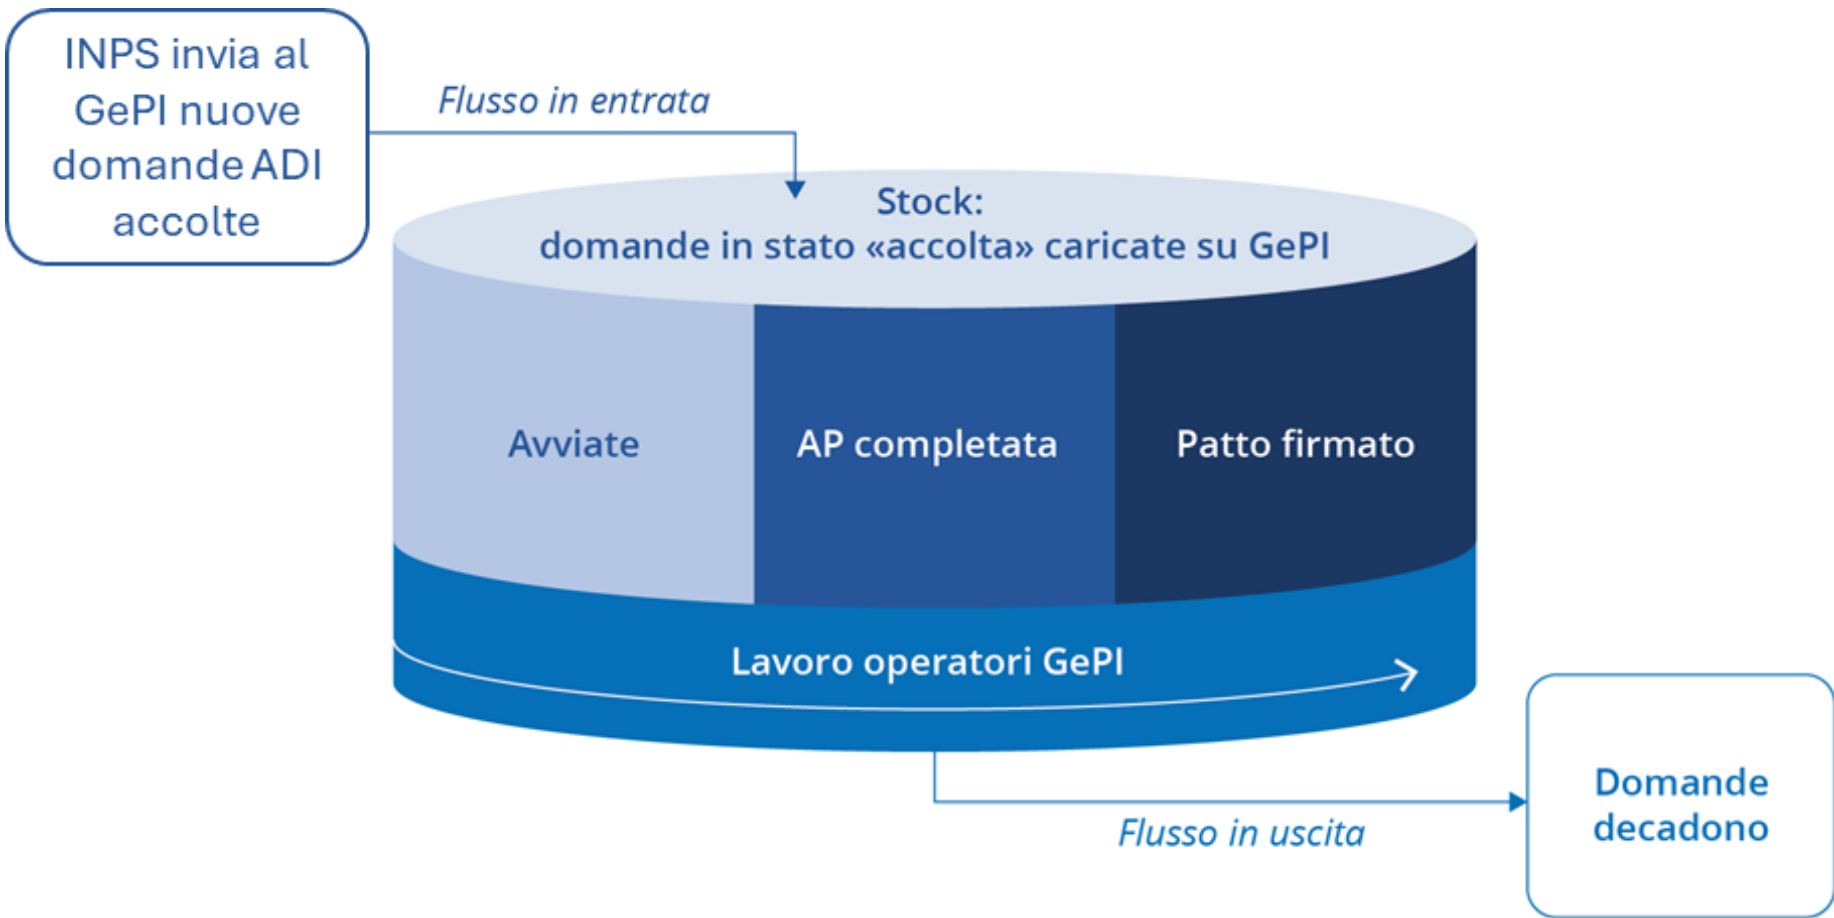 INPS invia al
GePI nuove
domande ADI
accolte
Flusso in entrata
Stock:
domande in stato «accolta» caricate su GePI
Avviate
AP completata
Patto firmato
Lavoro operatori GePI
Flusso in uscita
Domande
decadono